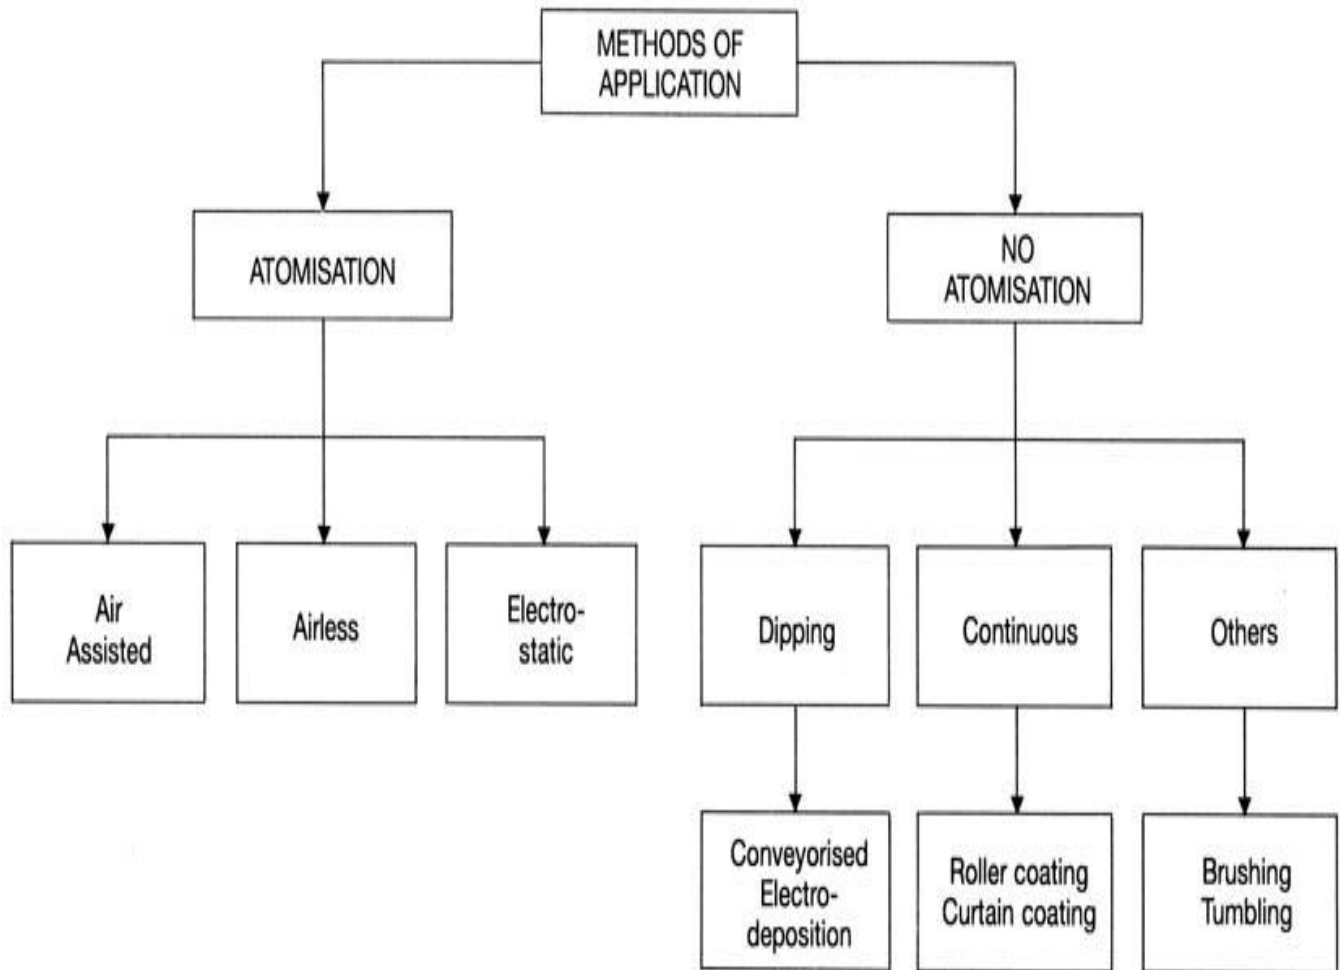 METHODS OF
APPLICATION
ATOMISATION
NO
ATOMISATION
Air
Assisted
Airless
Electro-
static
Dipping
Continuous
Others
Conveyorised
Electro-
deposition
Roller coating
Curtain coating
Brushing
Tumbling